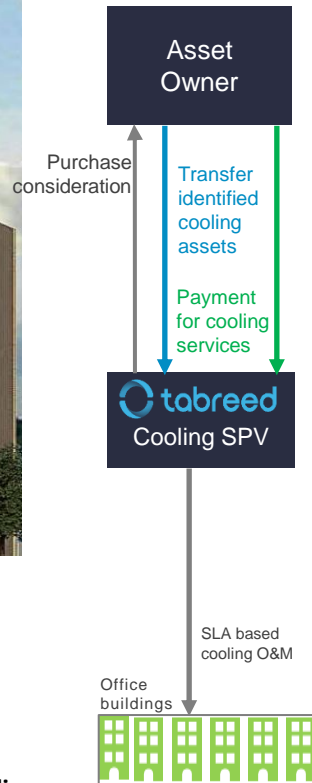 Asset
Owner
Purchase
consideration
Transfer
identified
cooling
assets
Payment
for cooling
services
tabreed
Cooling SPV
SLA based
cooling O&M
Office
buildings